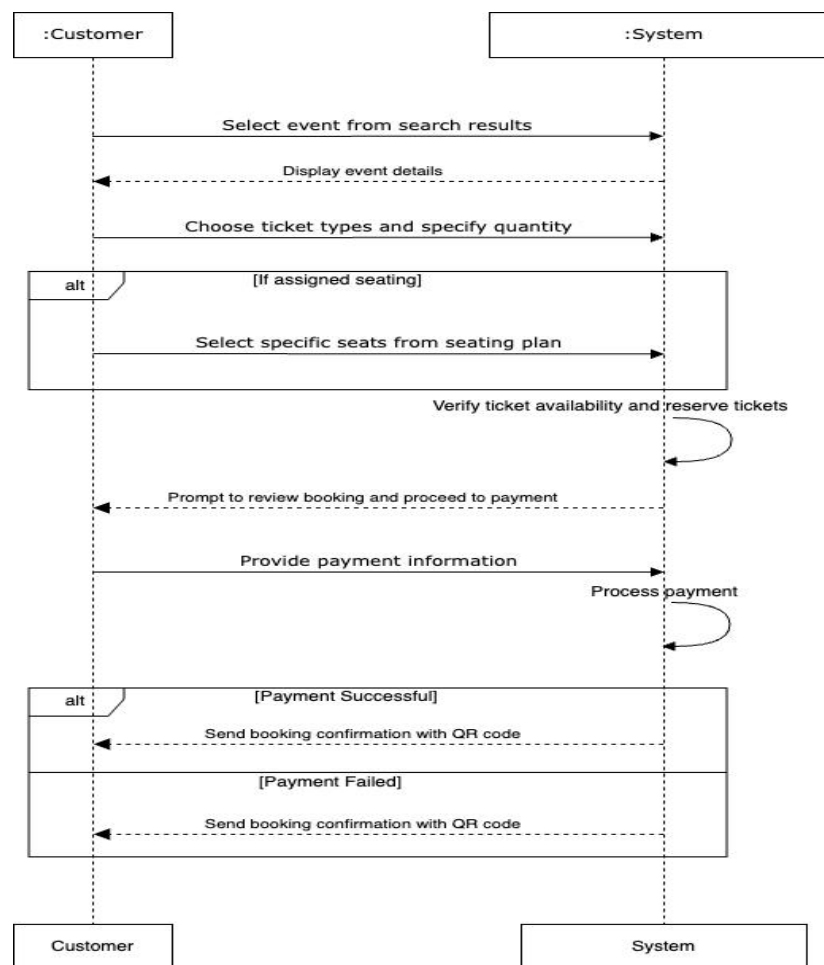 :Customer
:System
Select event from search results
Display event details
Choose ticket types and specify quantity
alt
[If assigned seating]
Select specific seats from seating plan
Verify ticket availability and reserve tickets
Prompt to review booking and proceed to payment
Provide payment information
Process payment
alt
[Payment Successful]
Send booking confirmation with QR code
[Payment Failed]
Send booking confirmation with QR code
Customer
System